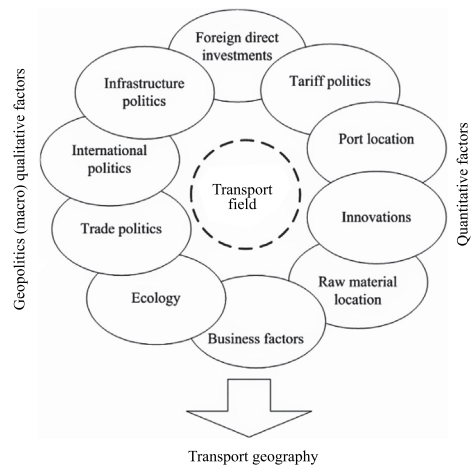 Foreign direct
investments
Infrastructure
politics
Tariff politics
International
politics
Port location
Transport
field
Trade politics
Innovations
Ecology
Raw material
location
Business factors
Geopolitics (macro) qualitative factors
Quantitative factors
Transport geography